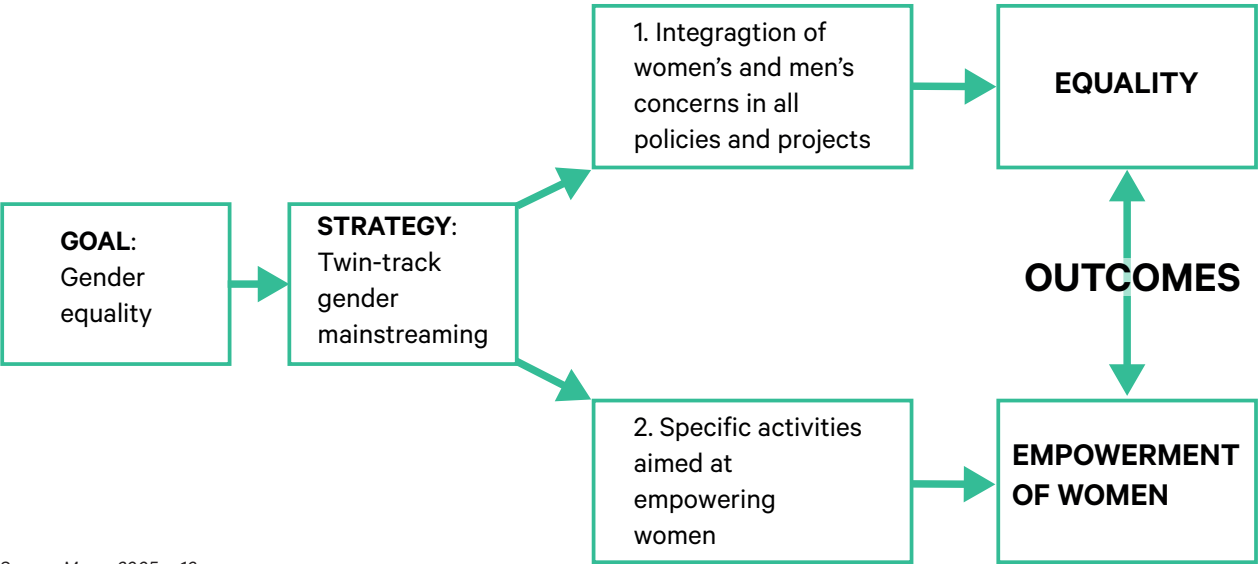 1. Integragtion of
women's and men's
concerns in all
policies and projects
EQUALITY
GOAL:
Gender
equality
STRATEGY:
Twin-track
gender
mainstreaming
OUTCOMES
2. Specific activities
aimed at
empowering
women
EMPOWERMENT
OF WOMEN